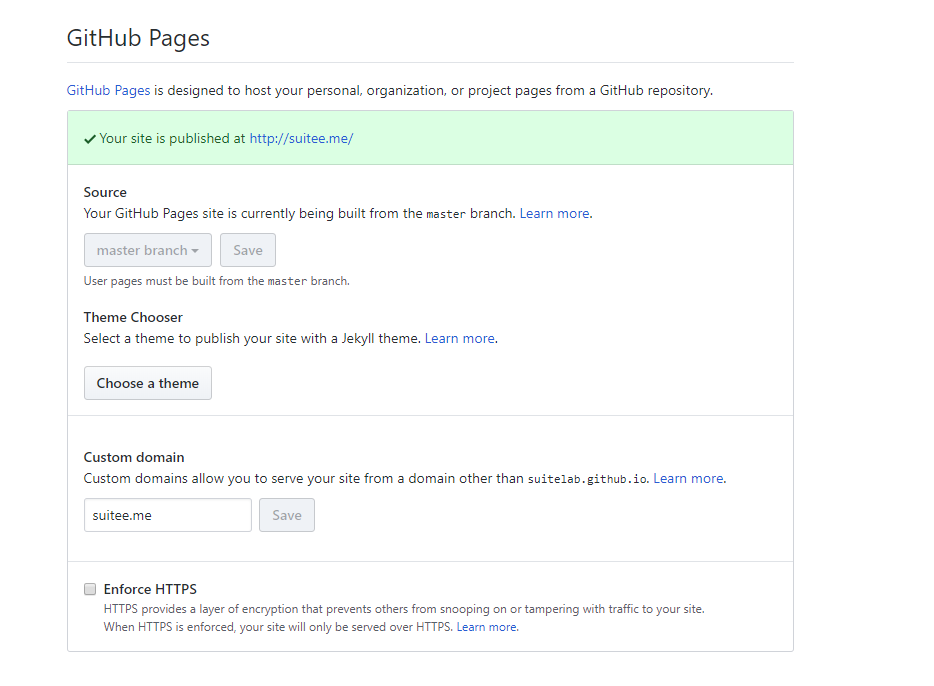 GitHub Pages
GitHub Pages is designed to host your personal, organization, or project pages from a GitHub repository.
Your site is published at http://suitee.me/
Source
Your GitHub Pages site is currently being built from the master branch. Learn more.
master branch Save
User pages must be built from the master branch.
Theme Chooser
Select a theme to publish your site with a Jekyll theme. Learn more.
Choose a theme
Custom domain
Custom domains allow you to serve your site from a domain other than suitelab.github.io. Learn more.
suitee.me Save
Enforce HTTPS
HTTPS provides a layer of encryption that prevents others from snooping on or tampering with traffic to your site.
When HTTPS is enforced, your site will only be served over HTTPS. Learn more.